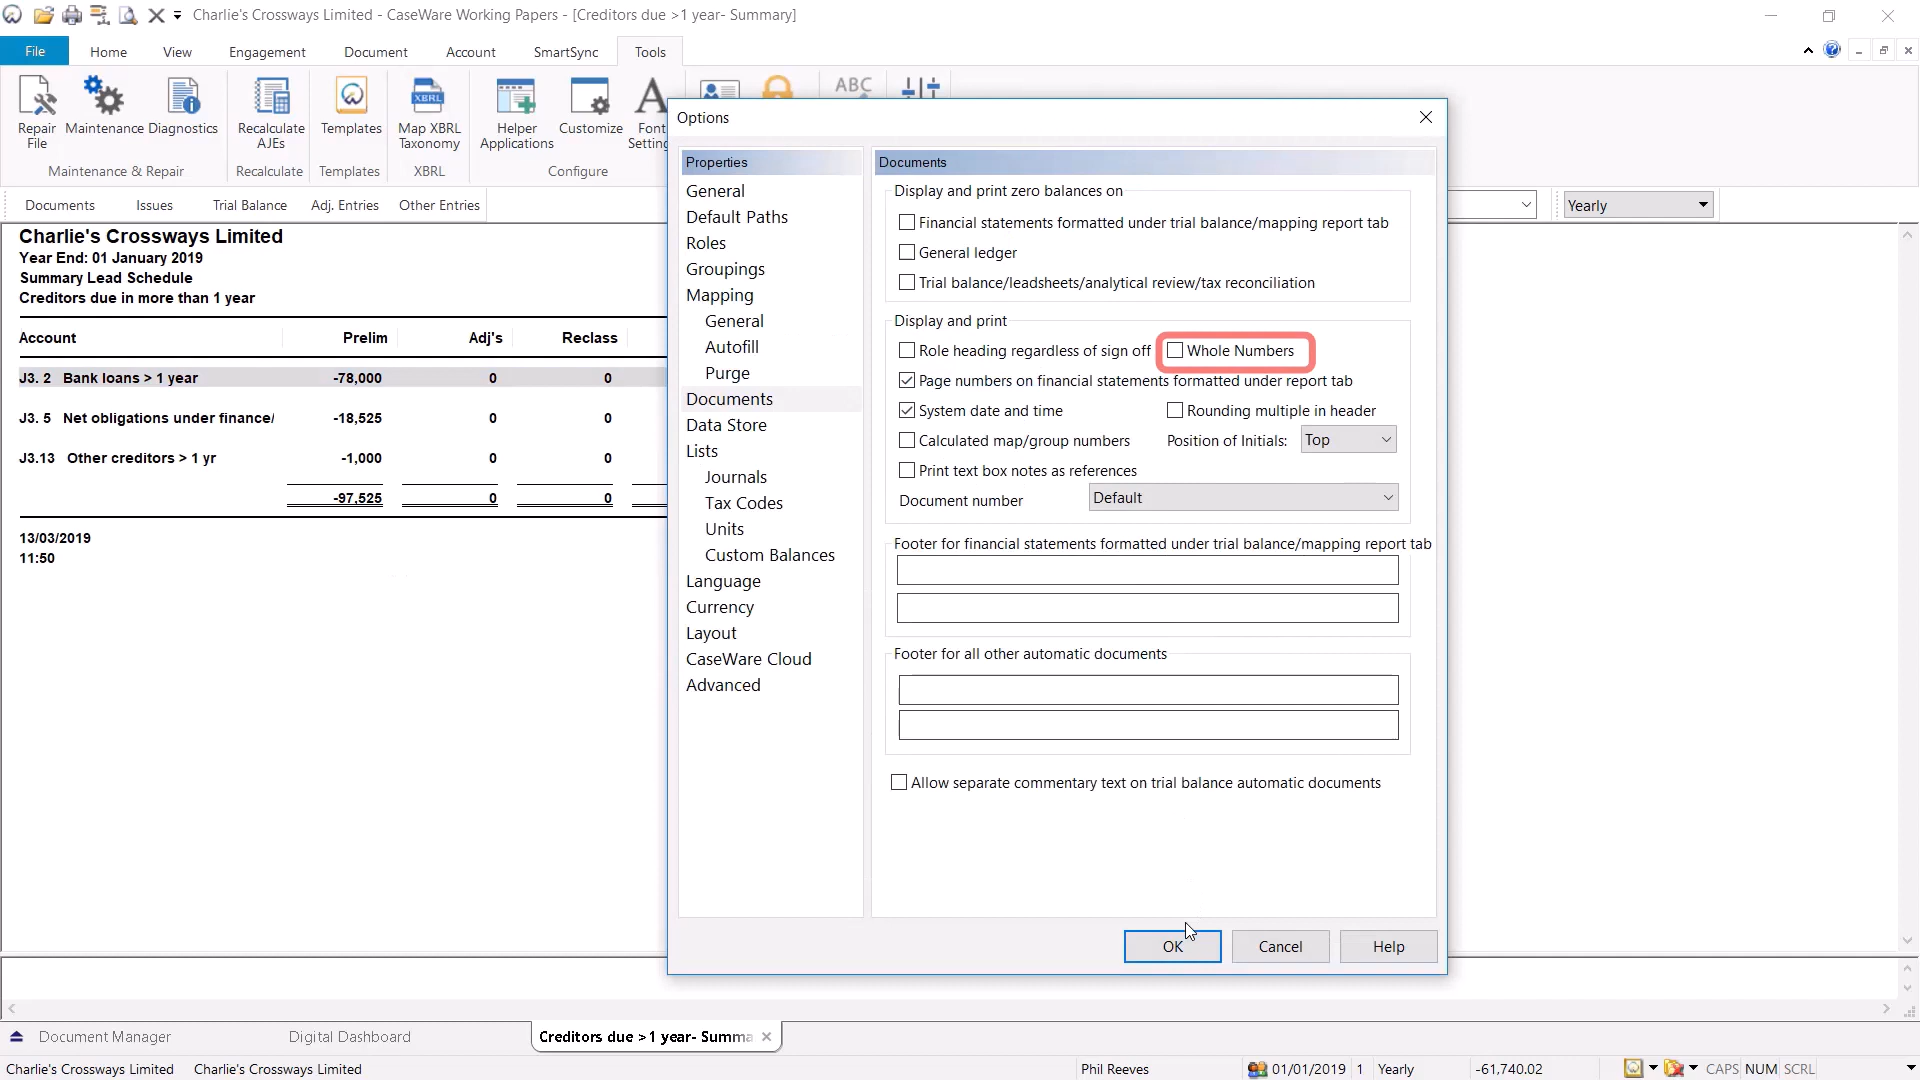 Charlie's Crossways Limited - CaseWare Working Papers - [Creditors due >1 year- Summary]
File Home View Engagement Document Account SmartSync Tools
Repair File
Maintenance
Diagnostics
Maintenance & Repair
Recalculate AJEs
Recalculate
Templates
Templates
XBRL
Map XBRL Taxonomy
XBRL
Helper Applications
Customize
Font
Configure
ABC
Documents Issues Trial Balance Adj. Entries Other Entries
Yearly
Charlie's Crossways Limited
Year End: 01 January 2019
Summary Lead Schedule
Creditors due in more than 1 year
Account Prelim Adj's Reclass
J3. 2 Bank loans > 1 year -78,000 0 0
J3. 5 Net obligations under finance/ -18,525 0 0
J3.13 Other creditors > 1 yr -1,000 0 0
-97,525 0 0
13/03/2019
11:50
Options
Properties
General
Default Paths
Roles
Groupings
Mapping
General
Autofill
Purge
Documents
Data Store
Lists
Journals
Tax Codes
Units
Custom Balances
Language
Currency
Layout
CaseWare Cloud
Advanced
Documents
Display and print zero balances on
Financial statements formatted under trial balance/mapping report tab
General ledger
Trial balance/leadsheets/analytical review/tax reconciliation
Display and print
Role heading regardless of sign off Whole Numbers
Page numbers on financial statements formatted under report tab
System date and time Rounding multiple in header
Calculated map/group numbers Position of Initials: Top
Print text box notes as references
Document number Default
Footer for financial statements formatted under trial balance/mapping report tab
Footer for all other automatic documents
Allow separate commentary text on trial balance automatic documents
OK Cancel Help
Document Manager Digital Dashboard Creditors due >1 year- Summa
Charlie's Crossways Limited Charlie's Crossways Limited Phil Reeves 01/01/2019 1 Yearly -61,740.02 CAPS NUM SCRL